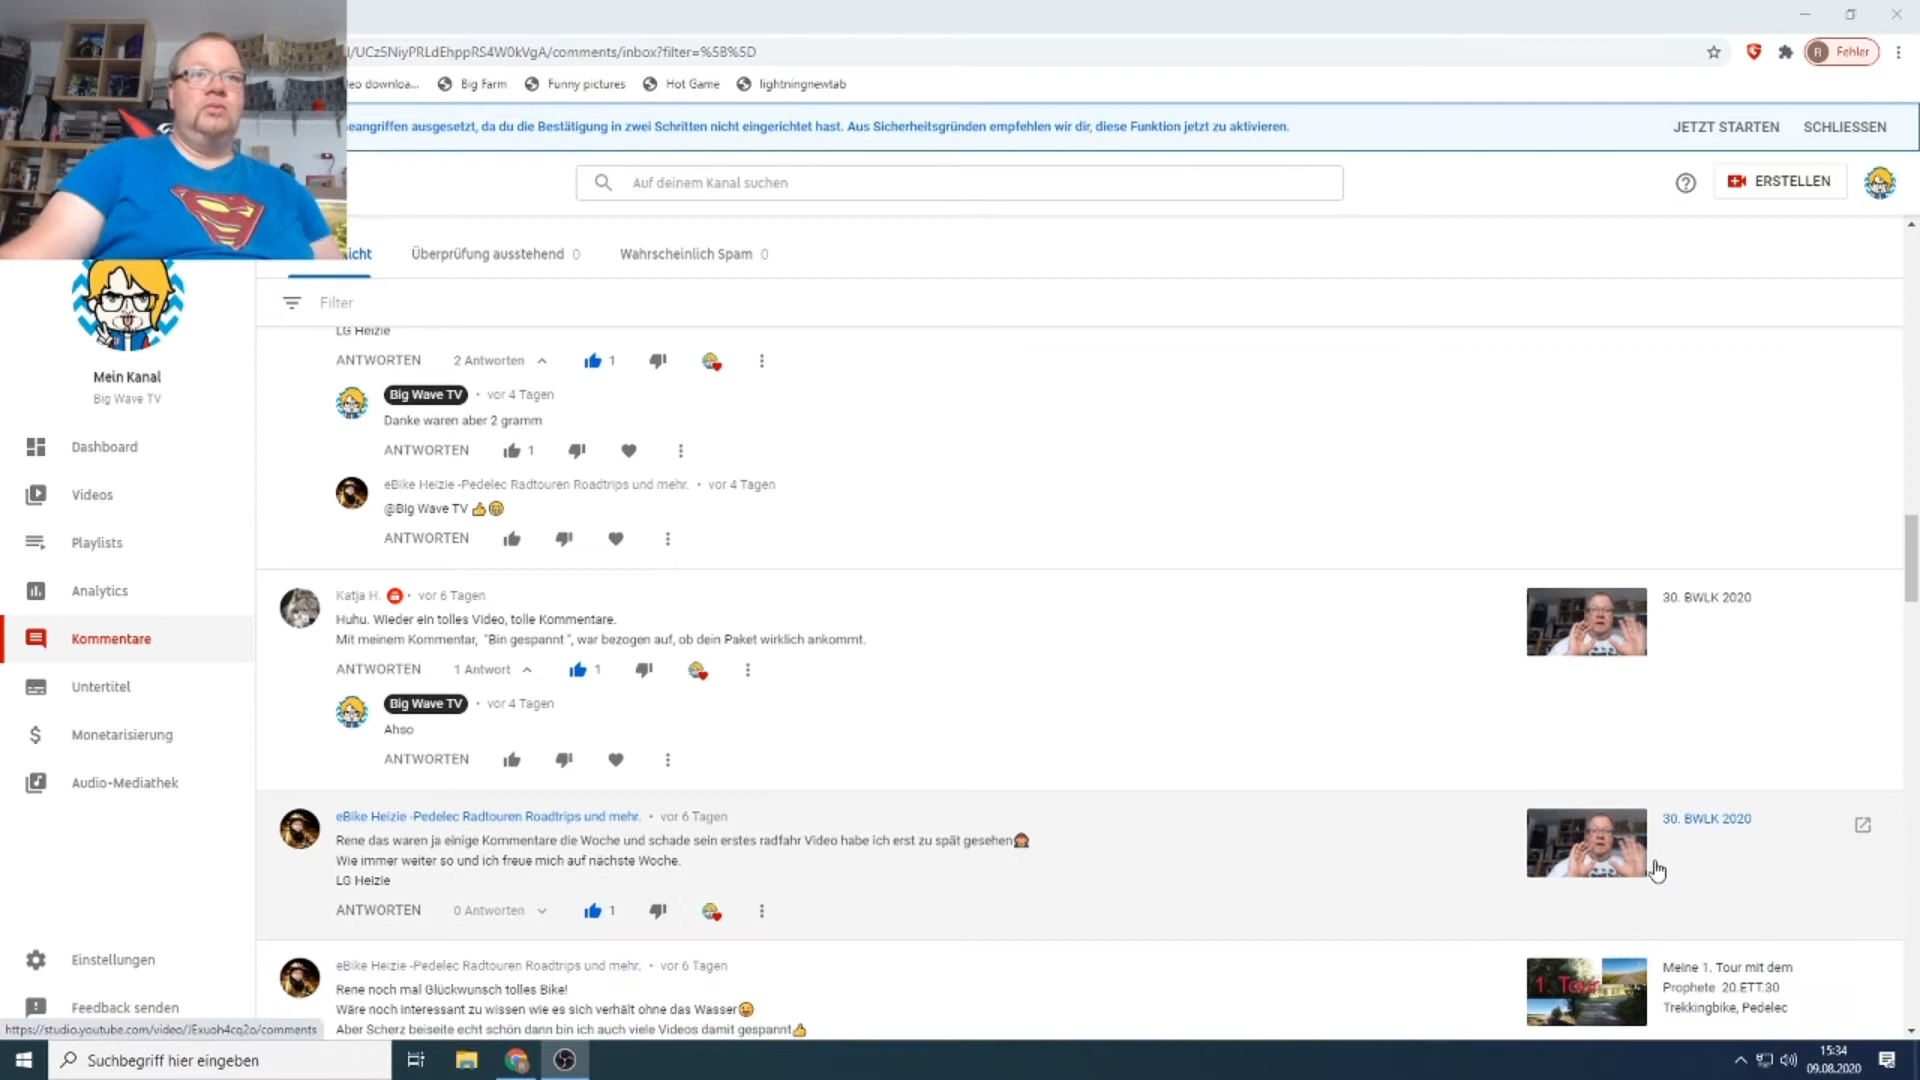 /UCz5NiyPRLdEhppRS4W0kVgA/comments/inbox?filter=%5B%5D
Fehler
eo downloa...
Big Farm
Funny pictures
Hot Game
lightningnewtab
eangriffen ausgesetzt, da du die Bestätigung in zwei Schritten nicht eingerichtet hast. Aus Sicherheitsgründen empfehlen wir dir, diese Funktion jetzt zu aktivieren.
JETZT STARTEN
SCHLIESSEN
Auf deinem Kanal suchen
ERSTELLEN
icht
Überprüfung ausstehend 0
Wahrscheinlich Spam 0
Filter
Mein Kanal
Big Wave TV
Dashboard
Videos
Playlists
Analytics
Kommentare
Untertitel
Monetarisierung
Audio-Mediathek
Einstellungen
Feedback senden
LG Heizie
ANTWORTEN 2 Antworten 1
Big Wave TV • vor 4 Tagen
Danke waren aber 2 gramm
ANTWORTEN 1
eBike Heizie -Pedelec Radtouren Roadtrips und mehr. • vor 4 Tagen
@Big Wave TV 👍😁
ANTWORTEN
Katja H. • vor 6 Tagen
Huhu. Wieder ein tolles Video, tolle Kommentare.
Mit meinem Kommentar, "Bin gespannt ", war bezogen auf, ob dein Paket wirklich ankommt.
ANTWORTEN 1 Antwort 1
30. BWLK 2020
Big Wave TV • vor 4 Tagen
Ahso
ANTWORTEN
eBike Heizie -Pedelec Radtouren Roadtrips und mehr. • vor 6 Tagen
Rene das waren ja einige Kommentare die Woche und schade sein erstes radfahr Video habe ich erst zu spät gesehen
Wie immer weiter so und ich freue mich auf nächste Woche.
LG Heizie
ANTWORTEN 0 Antworten 1
30. BWLK 2020
eBike Heizie -Pedelec Radtouren Roadtrips und mehr. • vor 6 Tagen
Rene noch mal Glückwunsch tolles Bike!
Wäre noch interessant zu wissen wie es sich verhält ohne das Wasser😜
Aber Scherz beiseite echt schön dann bin ich auch viele Videos damit gespannt👍
1. Tour
Meine 1. Tour mit dem
Prophete 20.ETT.30
Trekkingbike, Pedelec
https://studio.youtube.com/video/JExuoh4cq2o/comments
Suchbegriff hier eingeben
15:34
09.08.2020